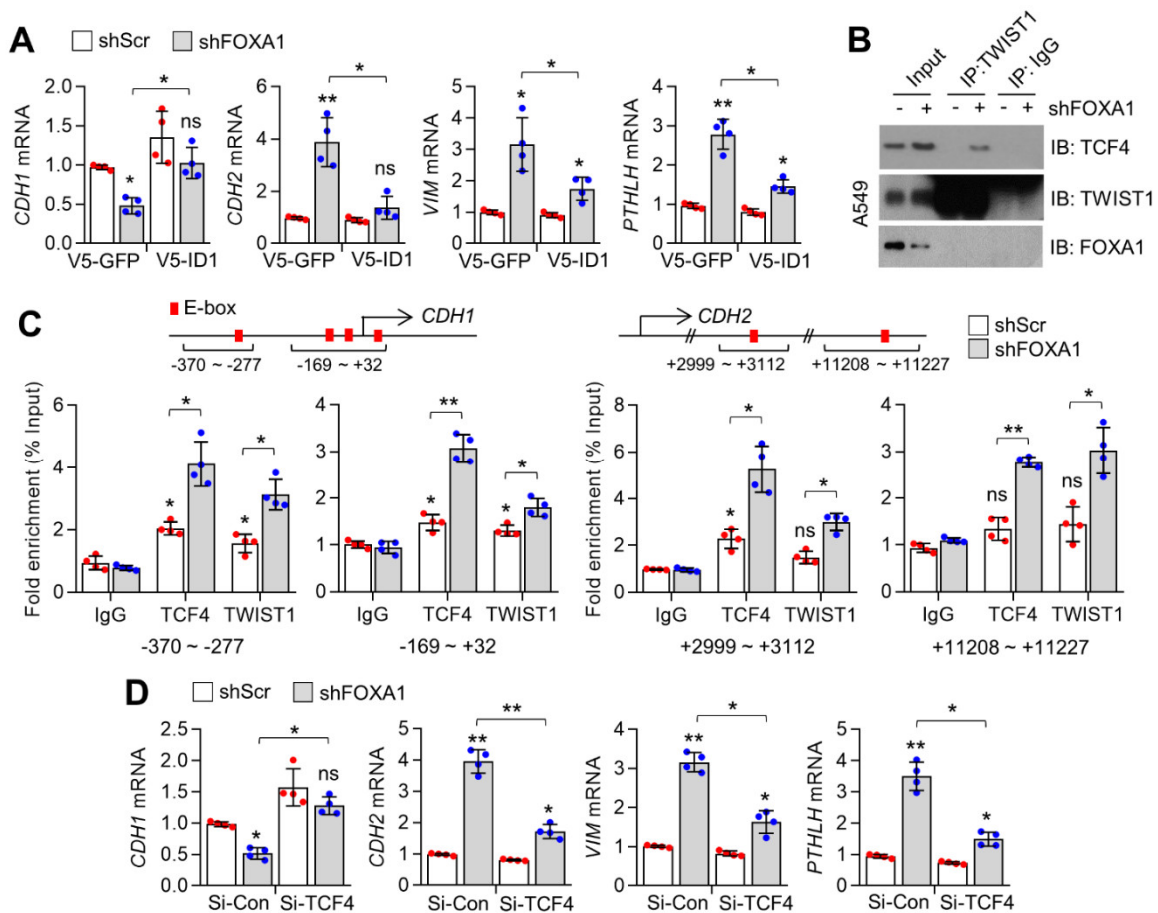 A
shScr shFOXA1
CDH1 mRNA
2.0
1.5
1.0
0.5
0.0
*
*
ns
V5-GFP V5-ID1
CDH2 mRNA
6
4
2
0
**
*
ns
V5-GFP V5-ID1
VIM mRNA
5
4
3
2
1
0
*
*
*
V5-GFP V5-ID1
PTHLH mRNA
5
4
3
2
1
0
**
*
*
V5-GFP V5-ID1
B
Input IP:TWIST1 IP: IgG
- + - + - + shFOXA1
A549
IB: TCF4
IB: TWIST1
IB: FOXA1
C
E-box
CDH1
-370 ~ -277 -169 ~ +32
CDH2
+2999 ~ +3112 +11208 ~ +11227
shScr
shFOXA1
Fold enrichment (% Input)
6
4
2
0
* * * *
IgG TCF4 TWIST1
-370 ~ -277
4
3
2
1
0
* ** * *
IgG TCF4 TWIST1
-169 ~ +32
Fold enrichment (% Input)
8
6
4
2
0
* * ns *
IgG TCF4 TWIST1
+2999 ~ +3112
4
3
2
1
0
ns ** ns *
IgG TCF4 TWIST1
+11208 ~ +11227
D
shScr shFOXA1
CDH1 mRNA
2.5
2.0
1.5
1.0
0.5
0.0
*
*
ns
Si-Con Si-TCF4
CDH2 mRNA
5
4
3
2
1
0
**
**
*
Si-Con Si-TCF4
VIM mRNA
4
3
2
1
0
**
*
*
Si-Con Si-TCF4
PTHLH mRNA
5
4
3
2
1
0
**
*
*
Si-Con Si-TCF4